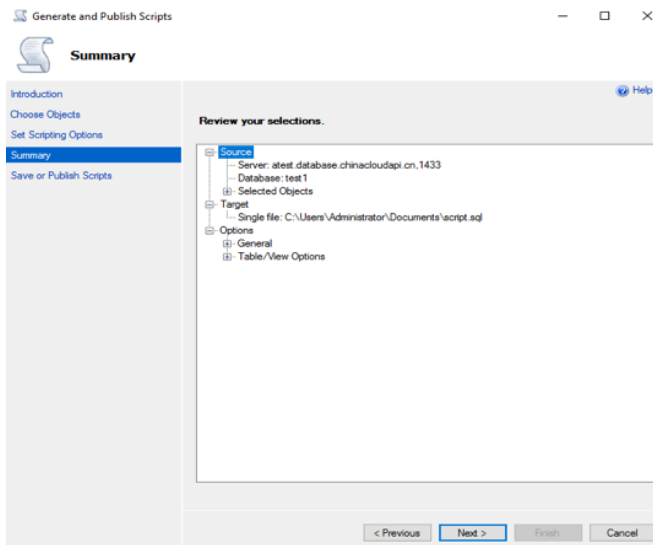 Generate and Publish Scripts
Summary
Help
Introduction
Choose Objects
Set Scripting Options
Summary
Save or Publish Scripts
Review your selections.
Source
Server: atest.database.chinacloudapi.cn,1433
Database: test1
Selected Objects
Target
Single file: C:\Users\Administrator\Documents\script.sql
Options
General
Table/View Options
< Previous Next > Finish Cancel